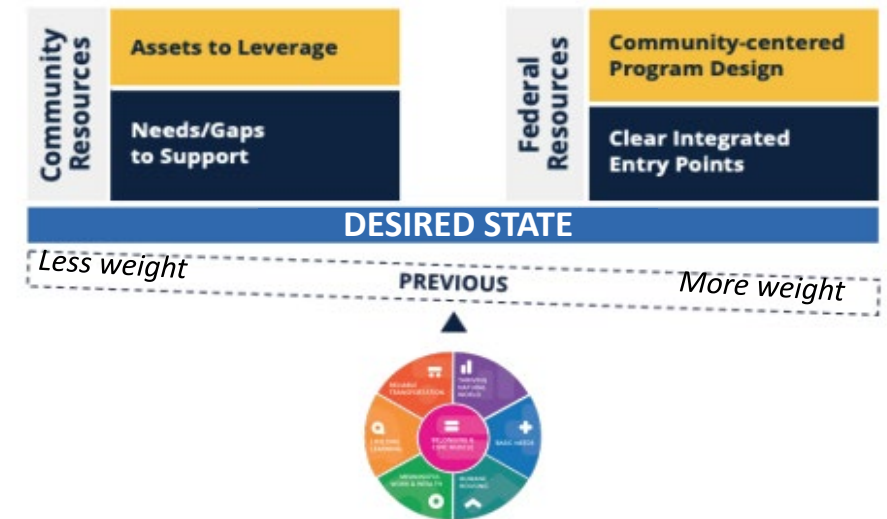 Community
Resources
Assets to Leverage
Needs/Gaps
to Support
Federal
Resources
Community-centered
Program Design
Clear Integrated
Entry Points
DESIRED STATE
Less weight
PREVIOUS
More weight
RELIABLE
TRANSPORTATION
THRIVING
NATURAL
WORLD
LIFELONG
LEARNING
BELONGING &
CIVIC MUSCLE
BASIC NEEDS
MEANINGFUL
WORK & WEALTH
HUMANE
HOUSING